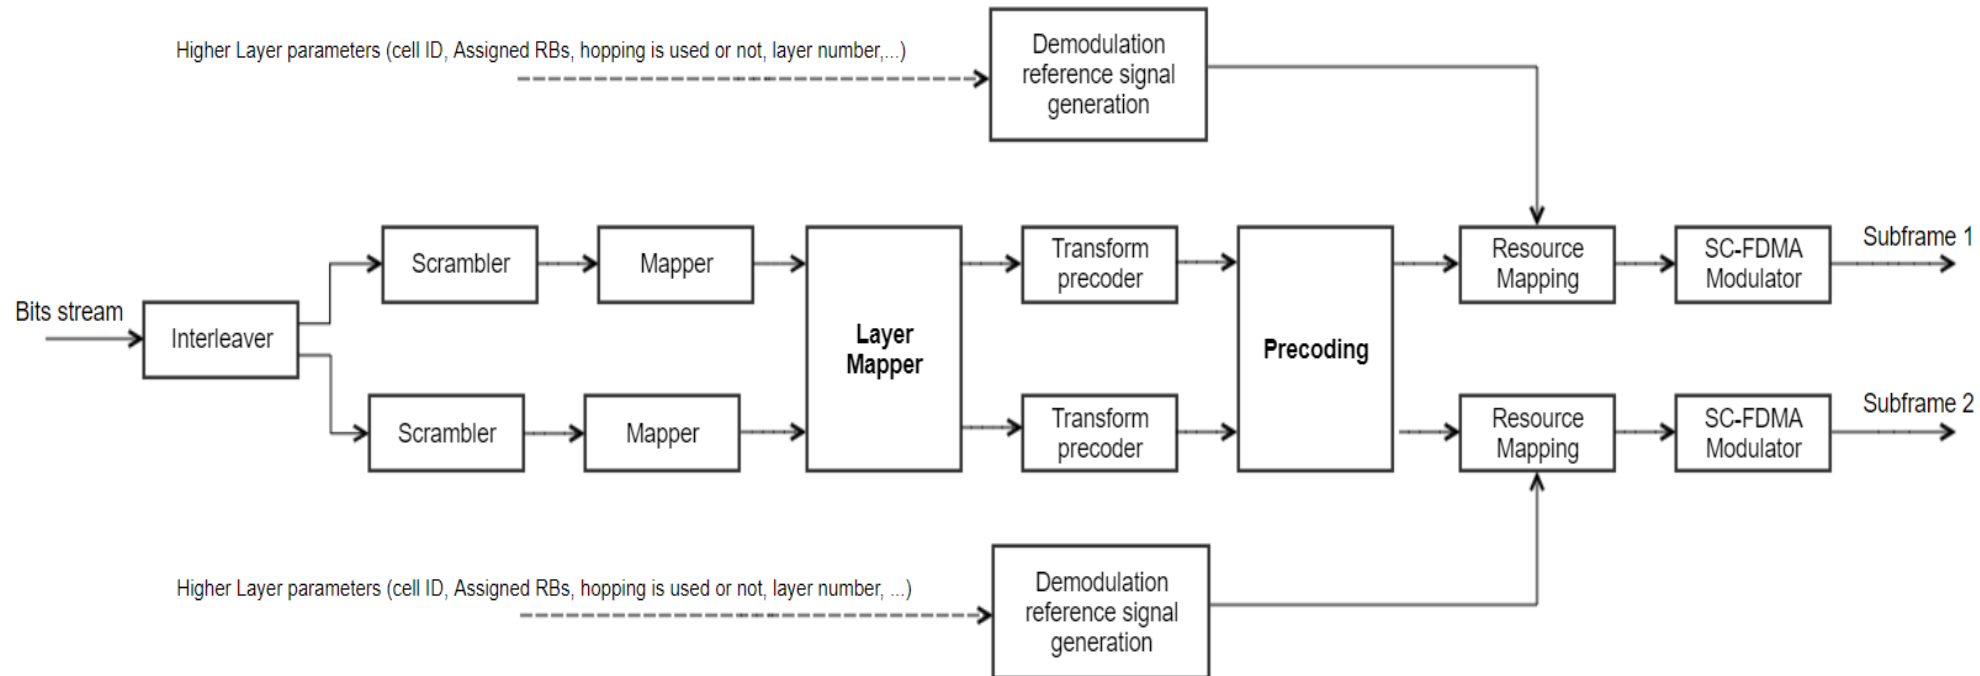 Higher Layer parameters (cell ID, Assigned RBs, hopping is used or not, layer number,...)
Demodulation
reference signal
generation
Bits stream
Interleaver
Scrambler
Mapper
Layer
Mapper
Transform
precoder
Precoding
Resource
Mapping
SC-FDMA
Modulator
Subframe 1
Scrambler
Mapper
Transform
precoder
Resource
Mapping
SC-FDMA
Modulator
Subframe 2
Higher Layer parameters (cell ID, Assigned RBs, hopping is used or not, layer number, ...)
Demodulation
reference signal
generation